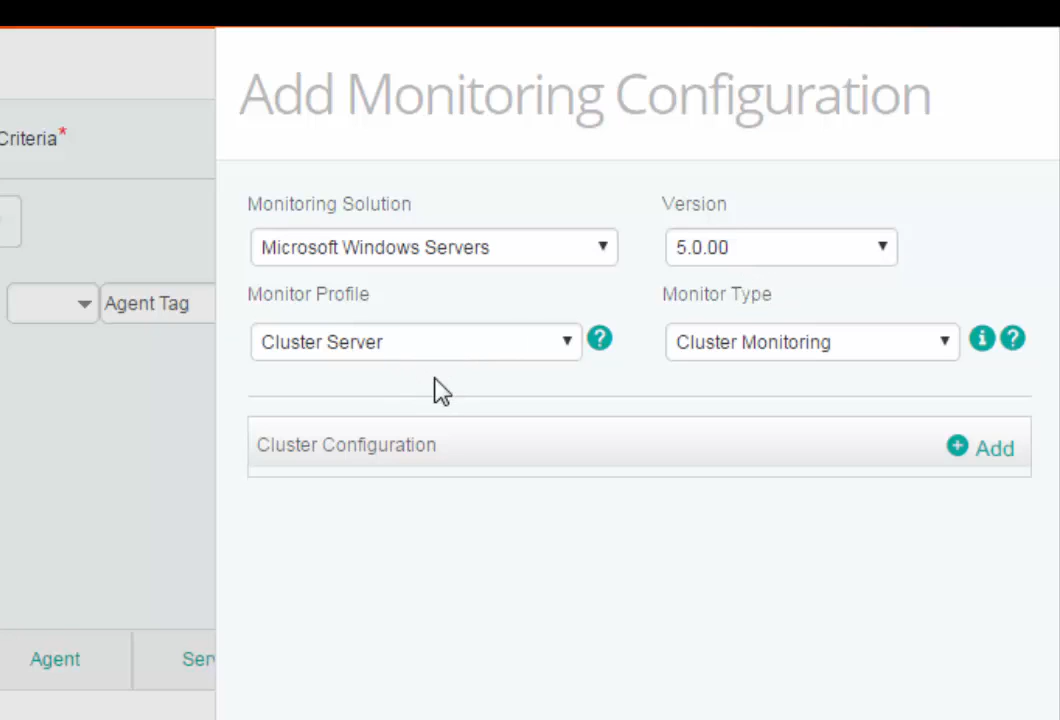 Add Monitoring Configuration
Criteria*
Monitoring Solution
Version
Microsoft Windows Servers
5.0.00
Monitor Profile
Monitor Type
Agent Tag
Cluster Server
?
Cluster Monitoring
i
?
Cluster Configuration
+ Add
Agent
Ser